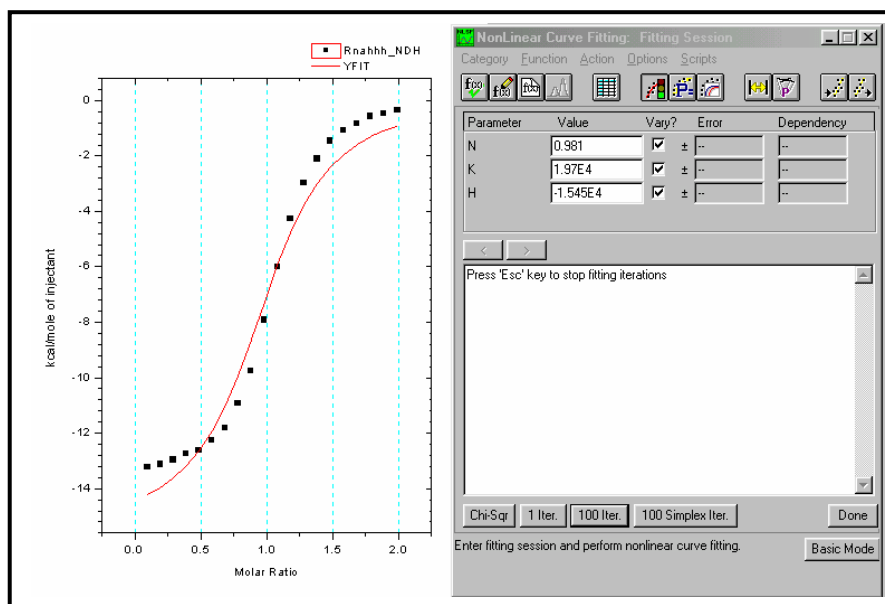 Rnahhh_NDH
YFIT
0
-2
-4
-6
-8
-10
-12
-14
kcal/mole of injectant
0.0 0.5 1.0 1.5 2.0
Molar Ratio
NonLinear Curve Fitting: Fitting Session
Category Function Action Options Scripts
Parameter Value Vary? Error Dependency
N 0.981 ± -- --
K 1.97E4 ± -- --
H -1.545E4 ± -- --
< >
Press 'Esc' key to stop fitting iterations
Chi-Sqr 1 Iter. 100 Iter. 100 Simplex Iter. Done
Enter fitting session and perform nonlinear curve fitting. Basic Mode